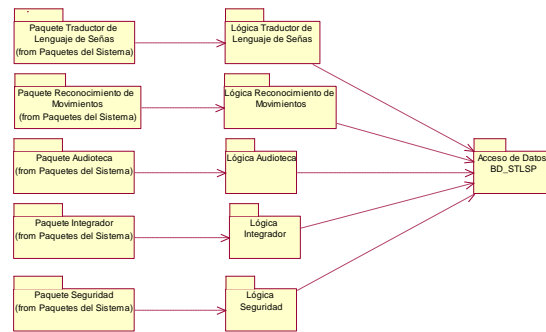 Paquete Traductor de
Lenguaje de Señas
(from Paquetes del Sistema)
Lógica Traductor de
Lenguaje de Señas
Paquete Reconocimiento de
Movimientos
(from Paquetes del Sistema)
Lógica Reconocimiento de
Movimientos
Paquete Audioteca
(from Paquetes del Sistema)
Lógica Audioteca
Acceso de Datos
BD_STLSP
Paquete Integrador
(from Paquetes del Sistema)
Lógica
Integrador
Paquete Seguridad
(from Paquetes del Sistema)
Lógica
Seguridad